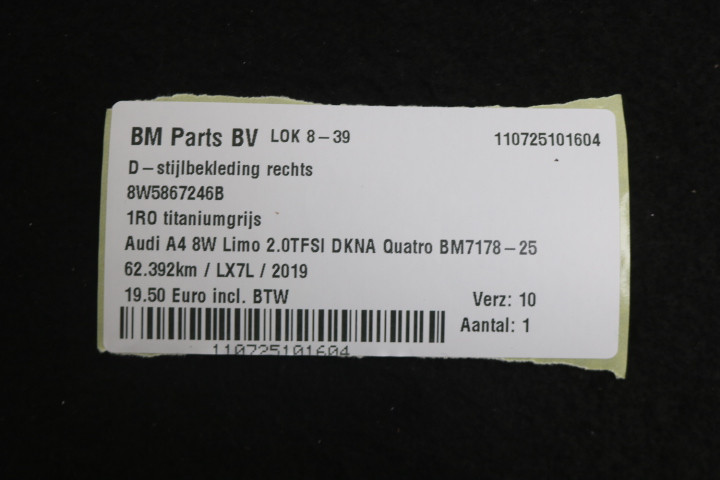 BM Parts BV LOK 8-39 110725101604
D-stijlbekleding rechts
8W5867246B
1RO titaniumgrijs
Audi A4 8W Limo 2.0TFSI DKNA Quatro BM7178-25
62.392km / LX7L / 2019
19.50 Euro incl. BTW Verz: 10
Aantal: 1
110725101604